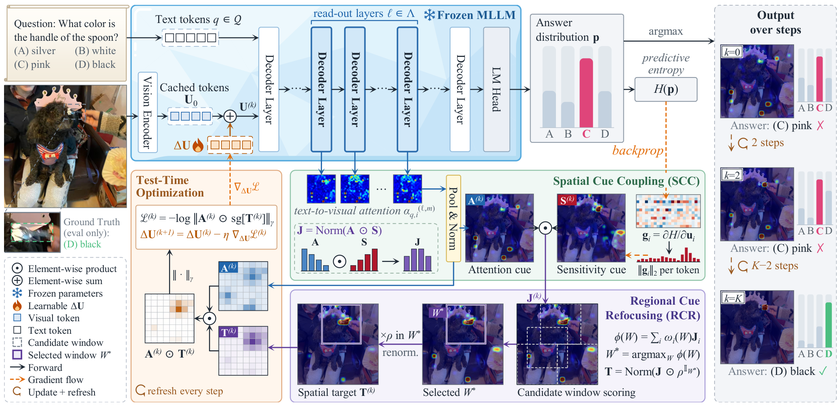 Question: What color is
the handle of the spoon?
(A) silver (B) white
(C) pink (D) black
Ground Truth
(eval only):
(D) black
Element-wise product
Element-wise sum
Frozen parameters
Learnable ΔU
Visual token
Text token
Candidate window
Selected window W*
Forward
Gradient flow
Update + refresh
Text tokens q ∈ 𝒬
read-out layers ℓ ∈ Λ
Frozen MLLM
Vision Encoder
Cached tokens
U₀
U⁽ᵏ⁾
ΔU
Decoder Layer
Decoder Layer
Decoder Layer
Decoder Layer
Decoder Layer
LM Head
Answer
distribution p
A B C D
argmax
predictive
entropy
H(p)
backprop
Test-Time
Optimization
∇ΔU ℒ
ℒ⁽ᵏ⁾ = −log ‖A⁽ᵏ⁾ ⊙ sg[T⁽ᵏ⁾]‖𝓘
ΔU⁽ᵏ⁺¹⁾ = ΔU⁽ᵏ⁾ − η ∇ΔU ℒ⁽ᵏ⁾
A⁽ᵏ⁾
T⁽ᵏ⁾
A⁽ᵏ⁾ ⊙ T⁽ᵏ⁾
refresh every step
Spatial Cue Coupling (SCC)
text-to-visual attention
J = Norm(A ⊙ S)
A S J
Pool & Norm
A⁽ᵏ⁾
Attention cue
S⁽ᵏ⁾
Sensitivity cue
gᵢ = ∂H/∂uᵢ
‖gᵢ‖₂ per token
J⁽ᵏ⁾
Regional Cue
Refocusing (RCR)
ϕ(W) = ∑ᵢ ωᵢ(W)Jᵢ
W* = argmax_W ϕ(W)
T = Norm(J ⊙ ρ^𝟙W*)
Candidate window scoring
W*
Selected W*
×ρ in W*
renorm.
Spatial target T⁽ᵏ⁾
Output
over steps
k=0
A B C D
Answer: (C) pink ✗
2 steps
k=2
A B C D
Answer: (C) pink ✗
K−2 steps
k=K
A B C D
Answer: (D) black ✓